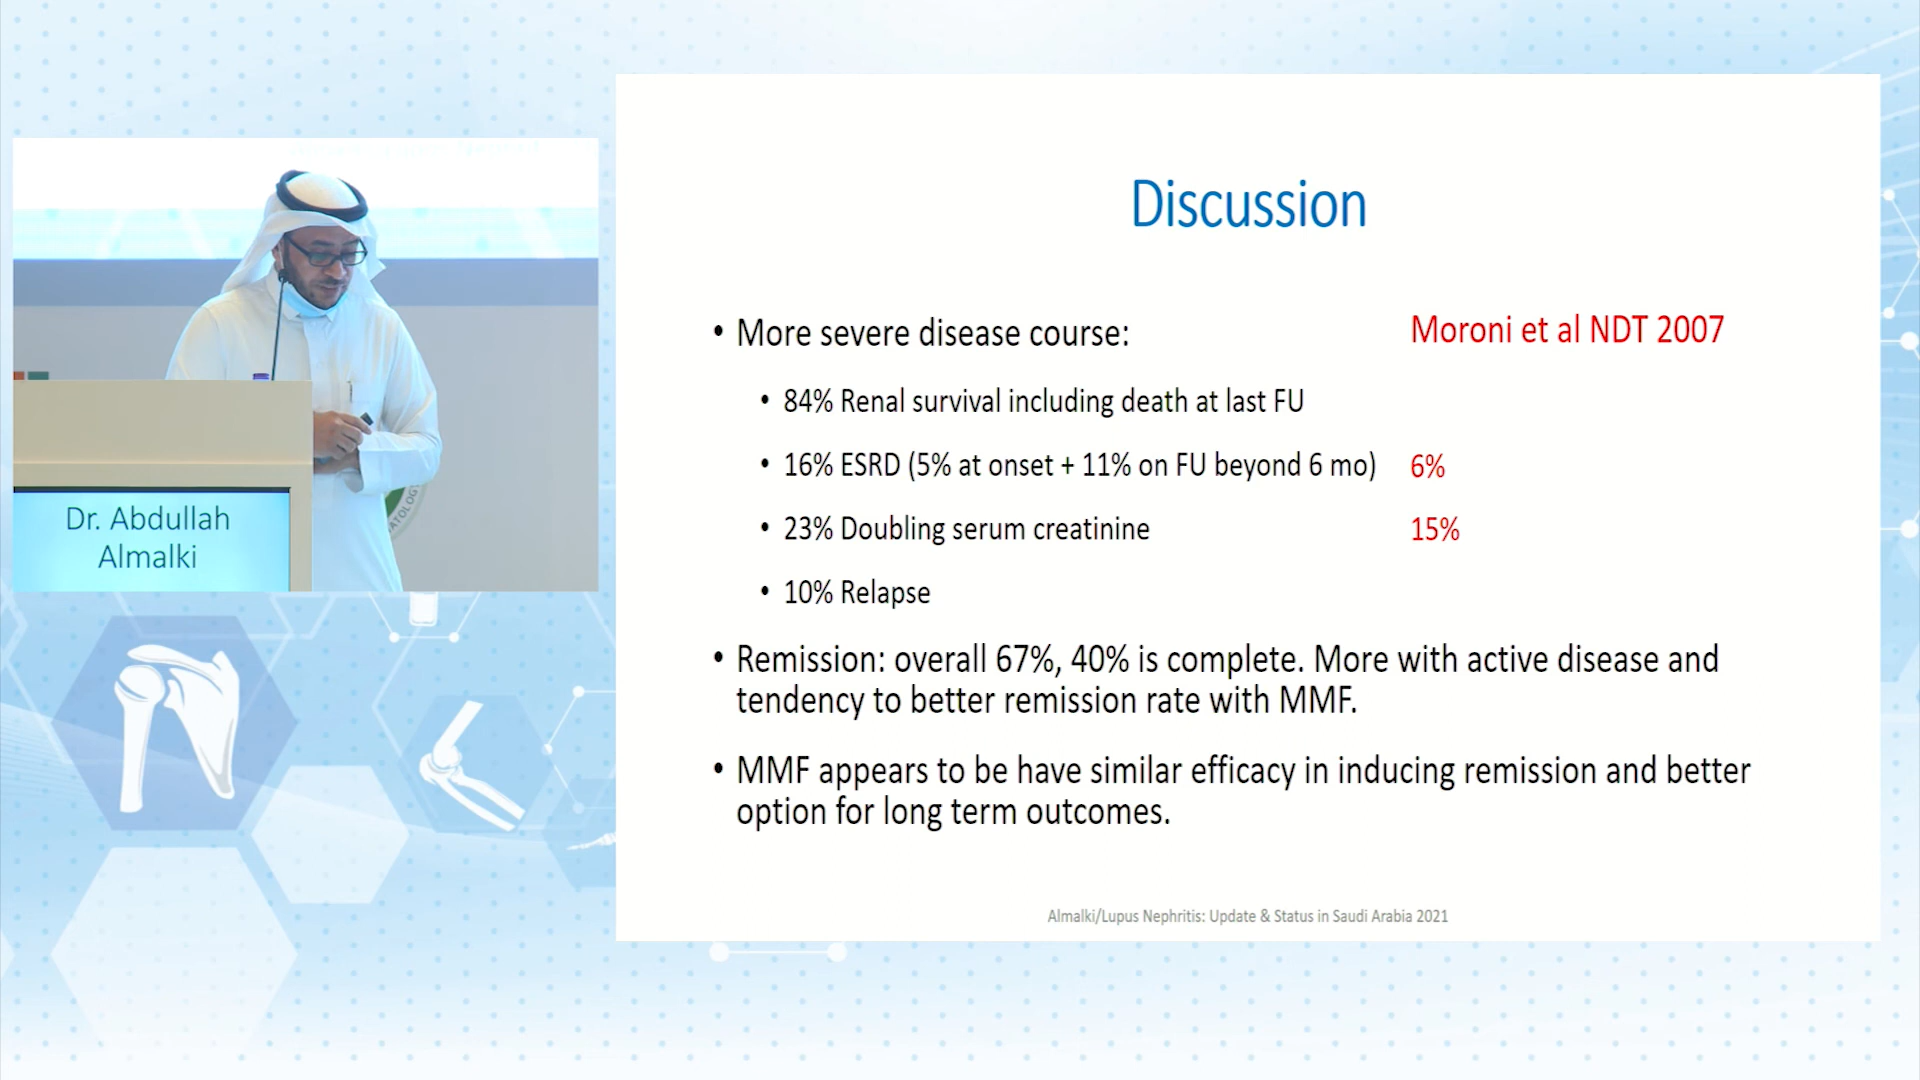 Discussion
• More severe disease course:
Moroni et al NDT 2007
• 84% Renal survival including death at last FU
• 16% ESRD (5% at onset + 11% on FU beyond 6 mo)
6%
• 23% Doubling serum creatinine
15%
• 10% Relapse
• Remission: overall 67%, 40% is complete. More with active disease and
tendency to better remission rate with MMF.
• MMF appears to be have similar efficacy in inducing remission and better
option for long term outcomes.
Almalki/Lupus Nephritis: Update & Status in Saudi Arabia 2021
Dr. Abdullah
Almalki